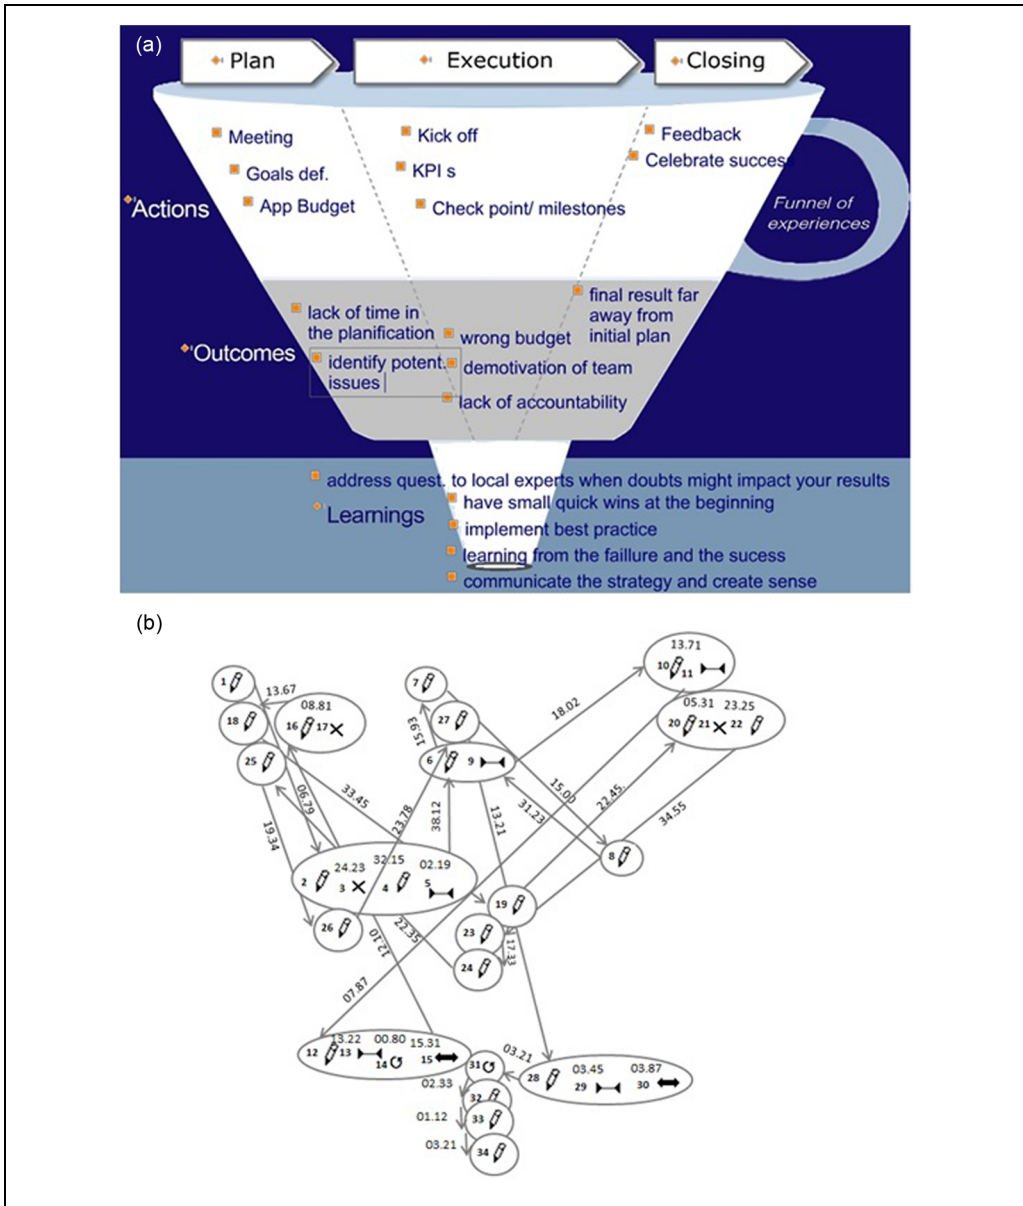 (a)
Plan
Execution
Closing
Meeting
Goals def.
App Budget
Kick off
KPI s
Check point/ milestones
Feedback
Celebrate success
Actions
Funnel of
experiences
lack of time in
the planification
identify potent.
issues
wrong budget
demotivation of team
lack of accountability
final result far
away from
initial plan
Outcomes
address quest. to local experts when doubts might impact your results
have small quick wins at the beginning
Learnings
implement best practice
learning from the faillure and the sucess
communicate the strategy and create sense
(b)
1
13.67
18
08.81
16 17
25
7
27
15.93
6 9
13.71
10 11
18.02
05.31 23.25
20 21 22
06.79
33.45
19.34
23.78
38.12
13.21
15.00
31.23
22.45.
34.55
8
24.23 32.15 02.19
2 3 4 5
26
19
23
24
17.33
22.35
12.10
07.87
13.22 00.80 15.31
12 13 14 15
31
03.21
28
03.45
29
03.87
30
02.33
32
01.12
33
03.21
34